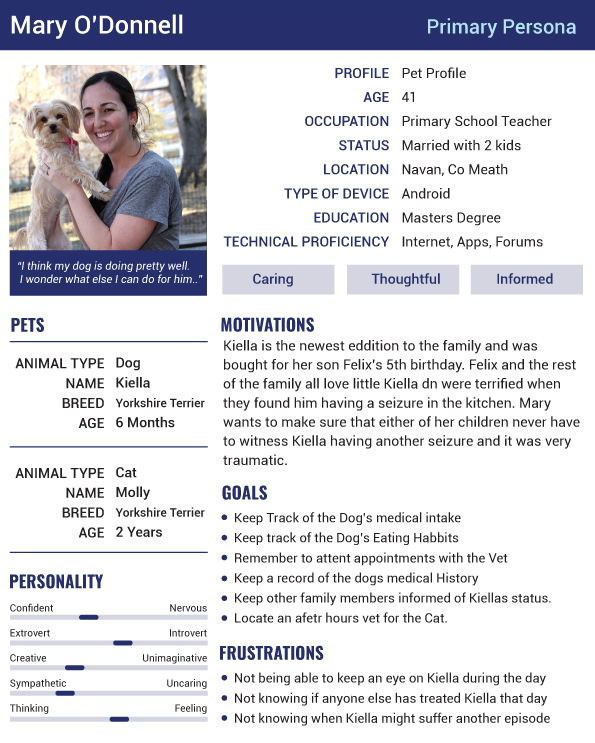 Mary O'Donnell
Primary Persona
PROFILE Pet Profile
AGE 41
OCCUPATION Primary School Teacher
STATUS Married with 2 kids
LOCATION Navan, Co Meath
TYPE OF DEVICE Android
EDUCATION Masters Degree
TECHNICAL PROFICIENCY Internet, Apps, Forums
"I think my dog is doing pretty well.
I wonder what else I can do for him.."
Caring Thoughtful Informed
PETS
ANIMAL TYPE Dog
NAME Kiella
BREED Yorkshire Terrier
AGE 6 Months
ANIMAL TYPE Cat
NAME Molly
BREED Yorkshire Terrier
AGE 2 Years
PERSONALITY
Confident Nervous
Extrovert Introvert
Creative Unimaginative
Sympathetic Uncaring
Thinking Feeling
MOTIVATIONS
Kiella is the newest eddition to the family and was
bought for her son Felix's 5th birthday. Felix and the rest
of the family all love little Kiella dn were terrified when
they found him having a seizure in the kitchen. Mary
wants to make sure that either of her children never have
to witness Kiella having another seizure and it was very
traumatic.
GOALS
• Keep Track of the Dog's medical intake
• Keep track of the Dog's Eating Habbits
• Remember to attent appointments with the Vet
• Keep a record of the dogs medical History
• Keep other family members informed of Kiellas status.
• Locate an afetr hours vet for the Cat.
FRUSTRATIONS
• Not being able to keep an eye on Kiella during the day
• Not knowing if anyone else has treated Kiella that day
• Not knowing when Kiella might suffer another episode